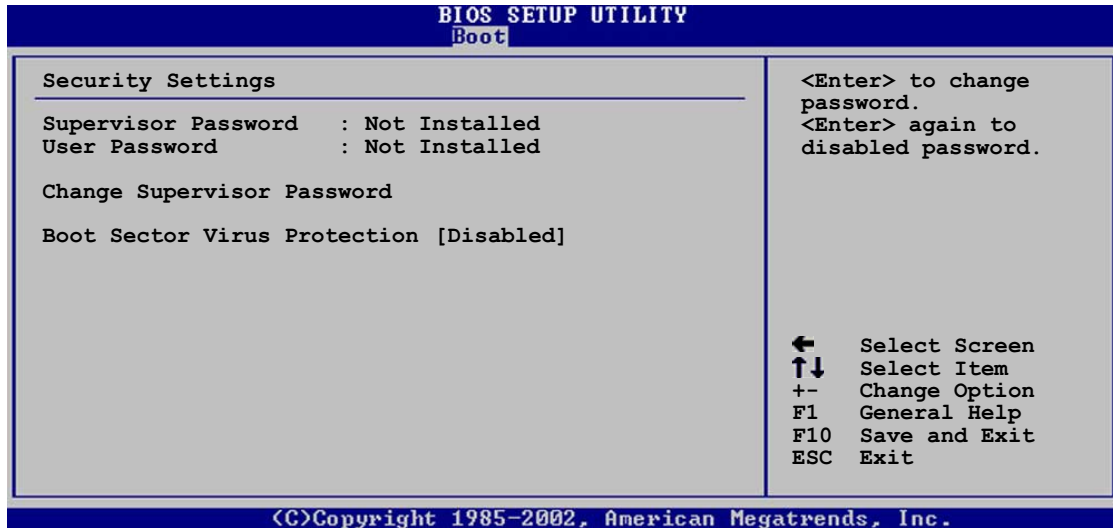 BIOS SETUP UTILITY
Boot
Security Settings
Supervisor Password : Not Installed
User Password : Not Installed
Change Supervisor Password
Boot Sector Virus Protection [Disabled]
<Enter> to change
password.
<Enter> again to
disabled password.
← Select Screen
↑↓ Select Item
+- Change Option
F1 General Help
F10 Save and Exit
ESC Exit
(C)Copyright 1985-2002, American Megatrends, Inc.